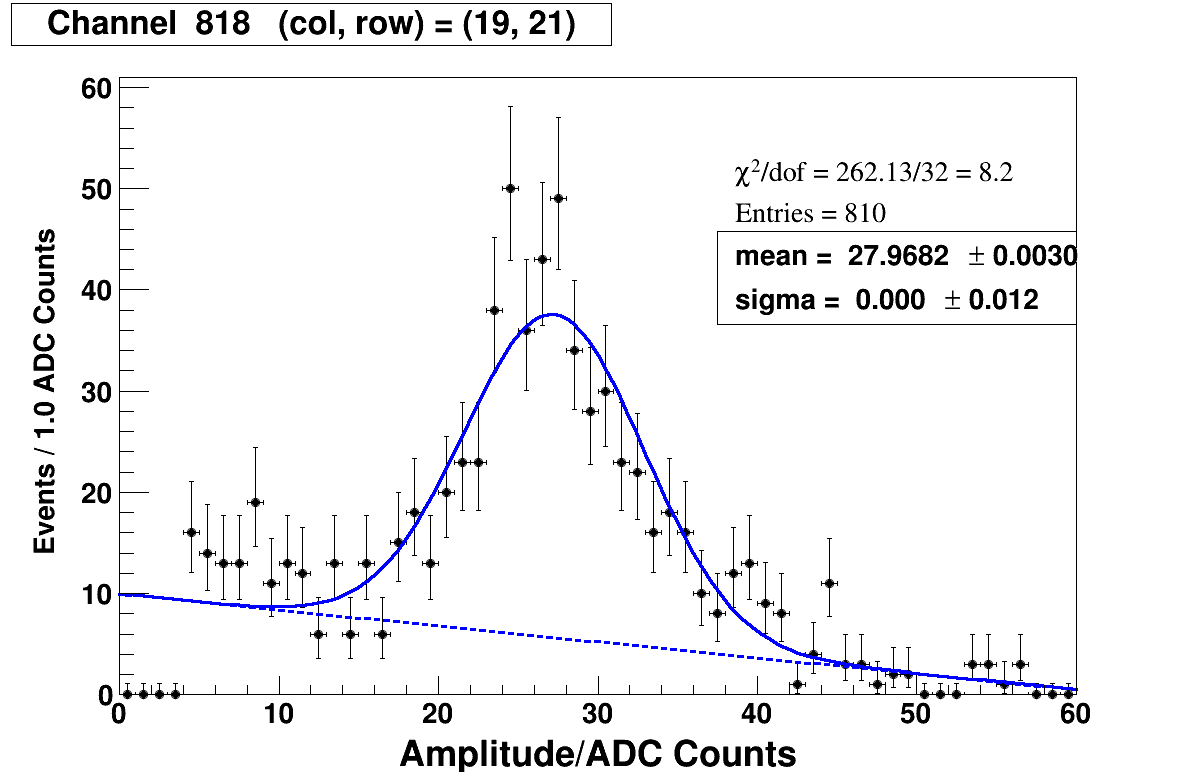 Channel 818 (col, row) = (19, 21)
60
50
40
30
20
10
0
Events / 1.0 ADC Counts
χ²/dof = 262.13/32 = 8.2
Entries = 810
mean = 27.9682 ± 0.0030
sigma = 0.000 ± 0.012
0 10 20 30 40 50 60
Amplitude/ADC Counts